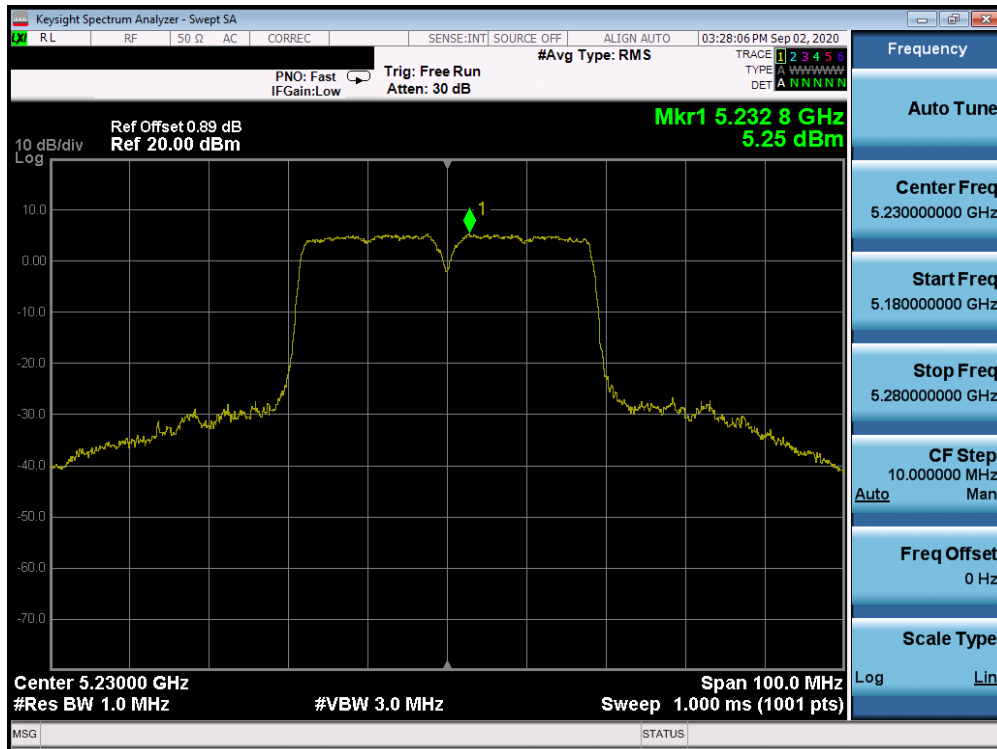 Keysight Spectrum Analyzer - Swept SA
LXI RL RF 50 Ω AC CORREC SENSE:INT SOURCE OFF ALIGN AUTO 03:28:06 PM Sep 02, 2020
#Avg Type: RMS
TRACE 1 2 3 4 5 6
PNO: Fast Trig: Free Run TYPE A WWWWW
IFGain:Low Atten: 30 dB DET A N N N N N
Mkr1 5.232 8 GHz
5.25 dBm
Ref Offset 0.89 dB
10 dB/div Ref 20.00 dBm
Log
1
10.0
0.00
-10.0
-20.0
-30.0
-40.0
-50.0
-60.0
-70.0
Center 5.23000 GHz Span 100.0 MHz
#Res BW 1.0 MHz #VBW 3.0 MHz Sweep 1.000 ms (1001 pts)
MSG STATUS
Frequency
Auto Tune
Center Freq
5.230000000 GHz
Start Freq
5.180000000 GHz
Stop Freq
5.280000000 GHz
CF Step
10.000000 MHz
Auto Man
Freq Offset
0 Hz
Scale Type
Log Lin